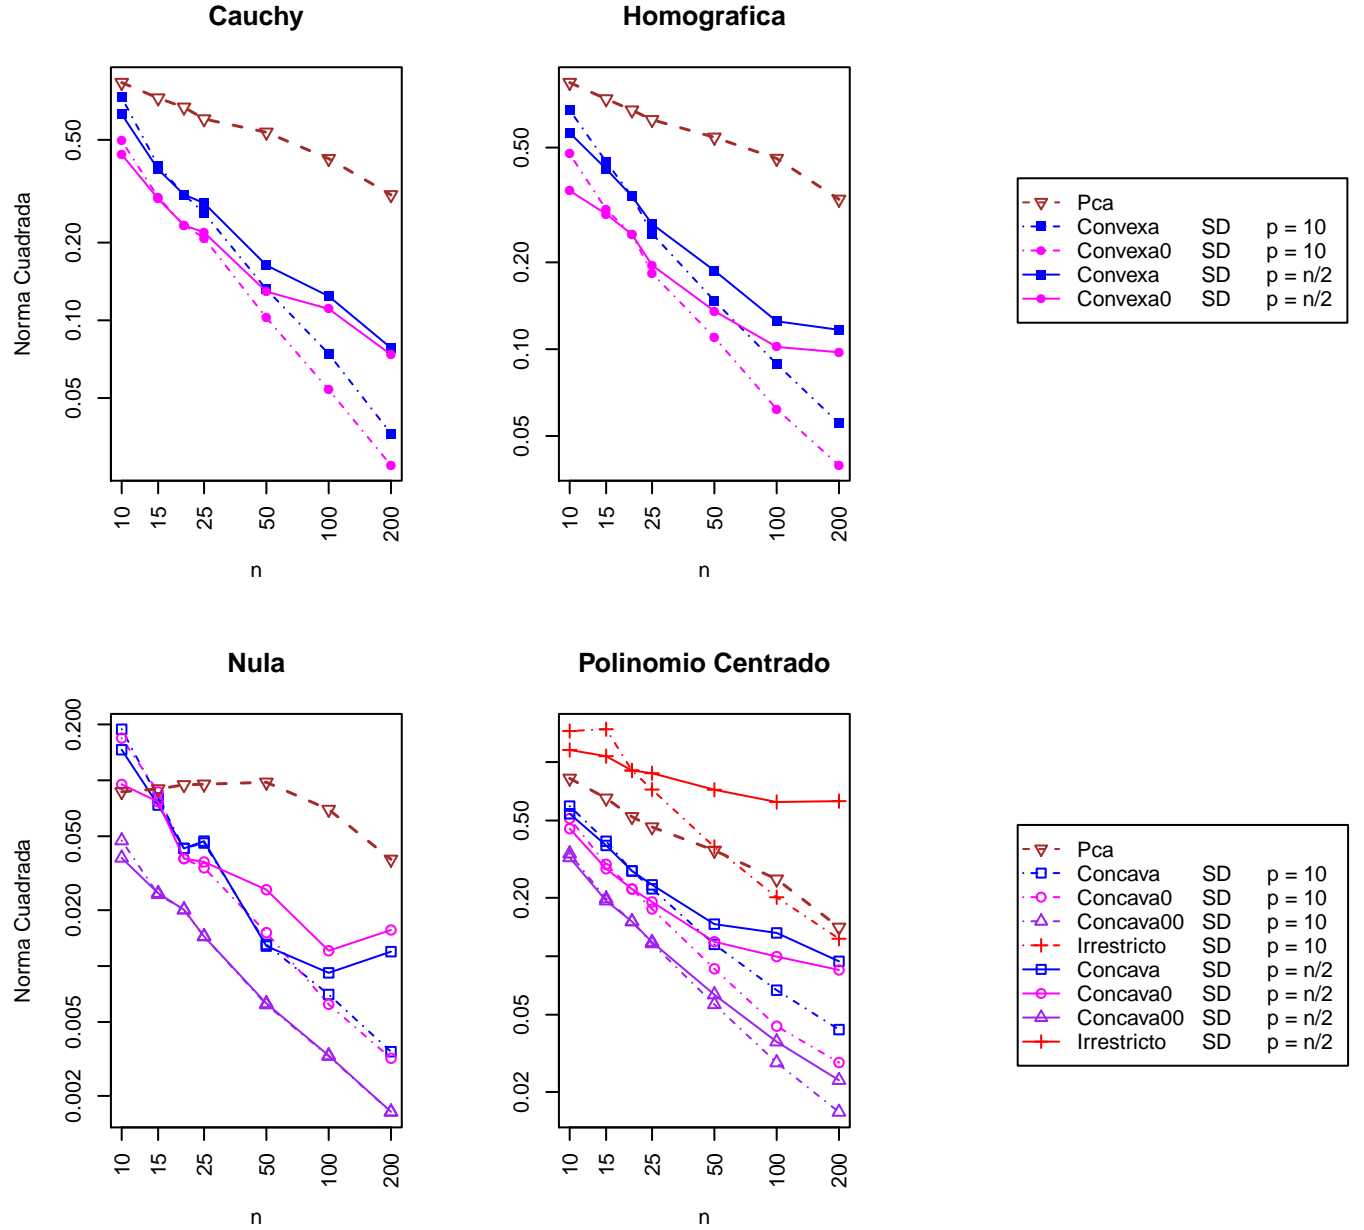 Cauchy
Norma Cuadrada
0.50
0.20
0.10
0.05
10 15 25 50 100 200
n
Homografica
0.50
0.20
0.10
0.05
10 15 25 50 100 200
n
Pca
Convexa SD p = 10
Convexa0 SD p = 10
Convexa SD p = n/2
Convexa0 SD p = n/2
Nula
Norma Cuadrada
0.200
0.050
0.020
0.005
0.002
10 15 25 50 100 200
n
Polinomio Centrado
0.50
0.20
0.05
0.02
10 15 25 50 100 200
n
Pca
Concava SD p = 10
Concava0 SD p = 10
Concava00 SD p = 10
Irrestricto SD p = 10
Concava SD p = n/2
Concava0 SD p = n/2
Concava00 SD p = n/2
Irrestricto SD p = n/2